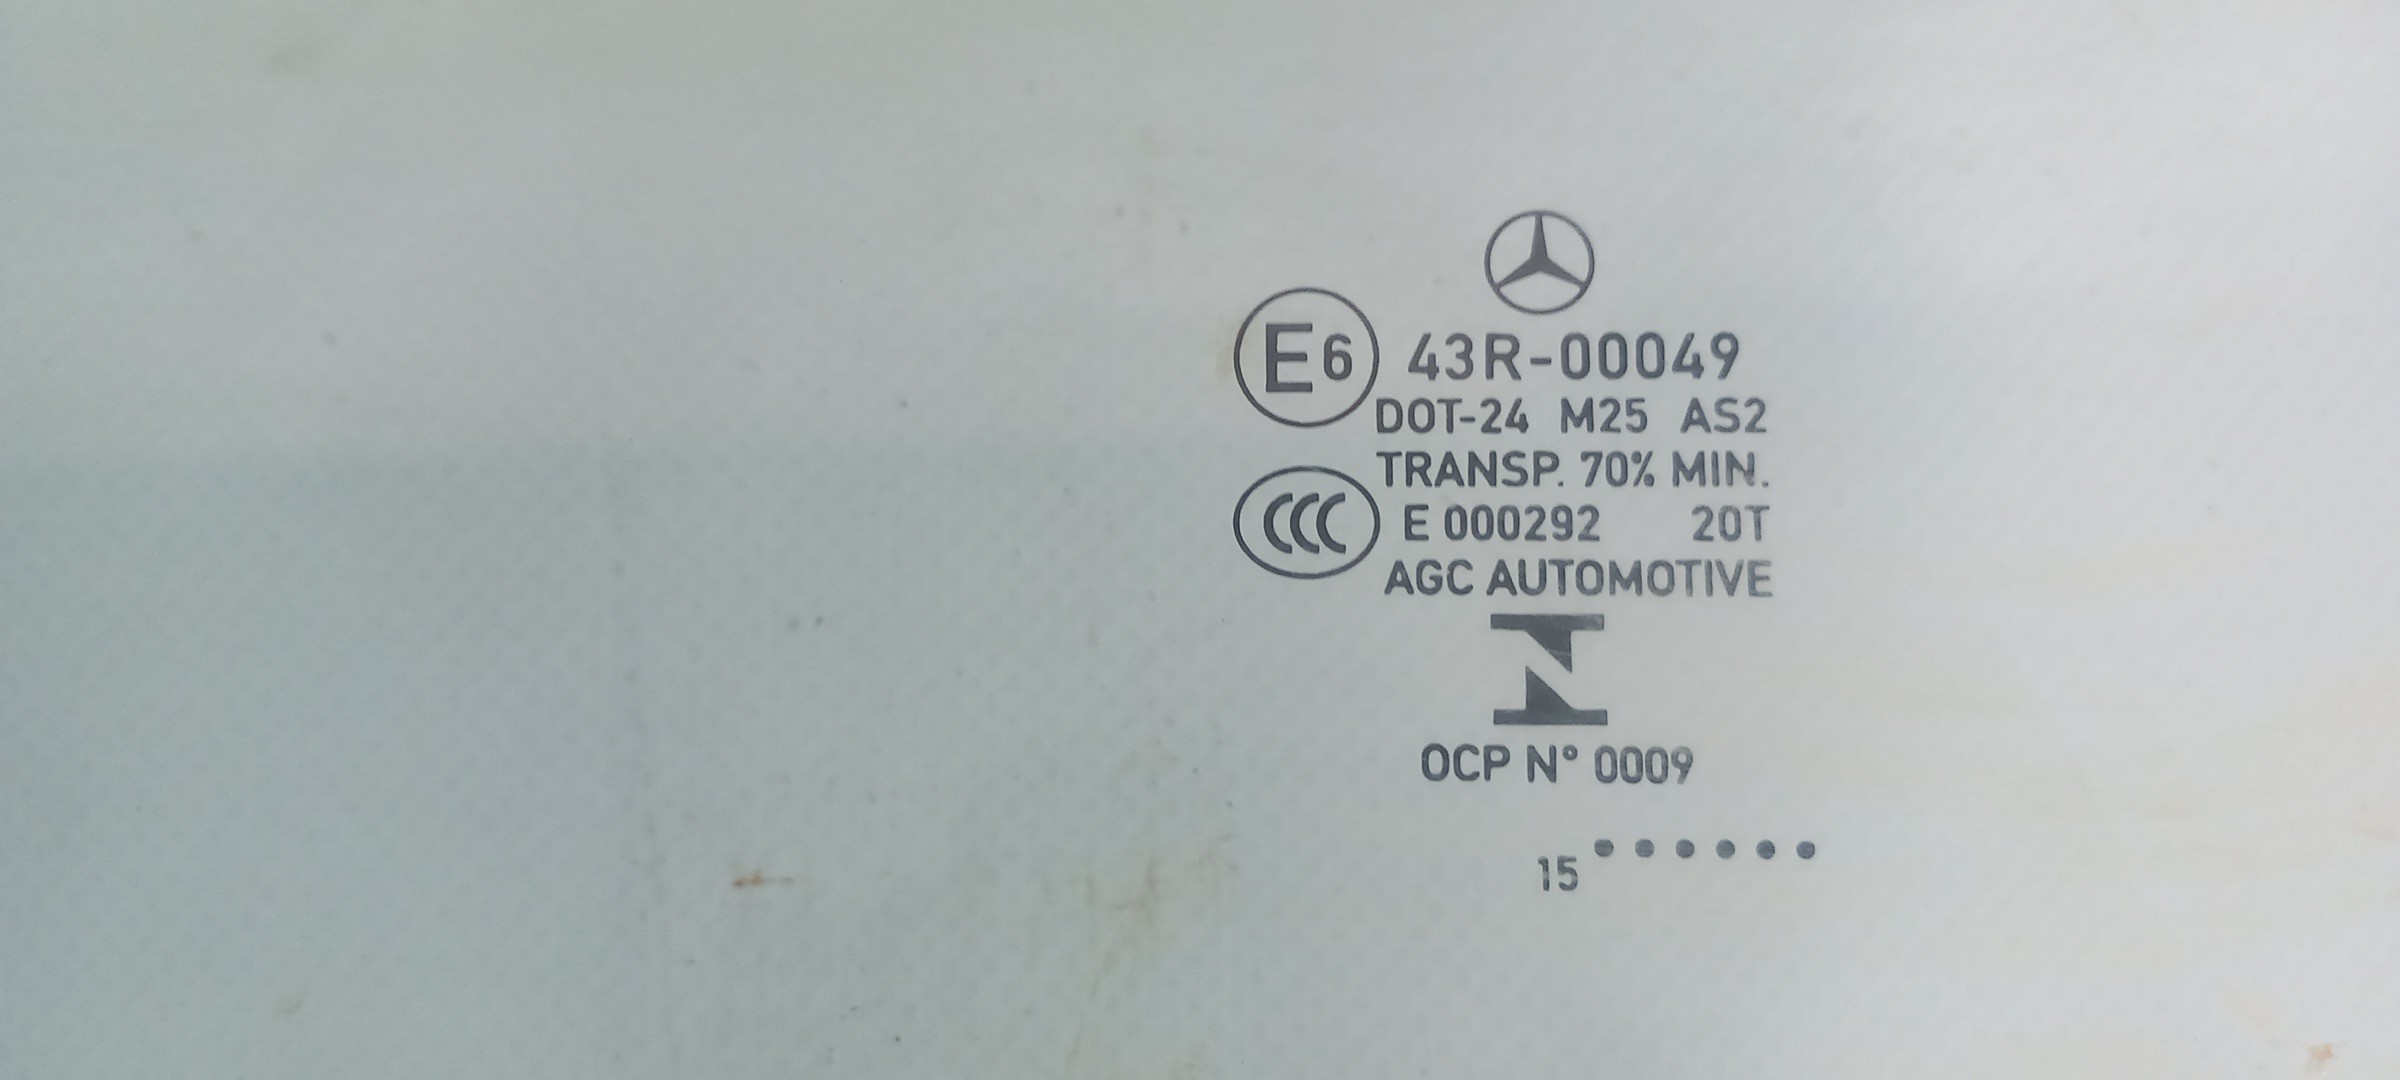 E6 43R-00049
DOT-24 M25 AS2
TRANSP. 70% MIN.
CCC E 000292 20T
AGC AUTOMOTIVE
OCP N° 0009
15 ••••••